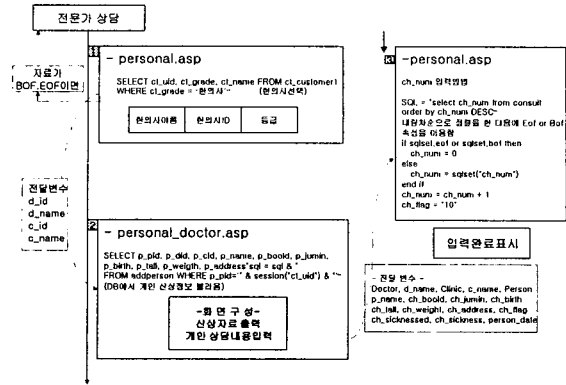 전문가 상담
1
- personal.asp
SELECT cl_uid, cl_grade, cl_name FROM cl_customer1
WHERE cl_grade = '한의사'" (한의사선택)
한의사이름 한의사ID 등급
자료가
BOF.EOF이면
전달변수
d_id
d_name
c_id
c_name
2
- personal_doctor.asp
SELECT p_pid, p_did, p_cid, p_name, p_boold, p_jumin,
p_birth, p_tall, p_weigth, p_address"sql = sql & "
FROM addperson WHERE p_pid='" & session("cl_uid") & "'"
(DB에서 개인 신상정보 불러옴)
-화 면 구 성-
신상자료 출력
개인 상담내용입력
3
-personal.asp
ch_num 입력방법
SQL = "select ch_num from consult
order by ch_num DESC"
내림차순으로 정렬을 한 다음에 Eof or Bof
속성을 이용함
if sqlset.eof or sqlset.bof then
ch_num = 0
else
ch_num = sqlset("ch_num")
end if
ch_num = ch_num + 1
ch_flag = "10"
입력완료표시
- 전달 변수 -
Doctor, d_name, Clinic, c_name, Person
p_name, ch_boold, ch_jumin, ch_birth
ch_tall, ch_weight, ch_address, ch_flag
ch_sicknessed, ch_sickness, person_date